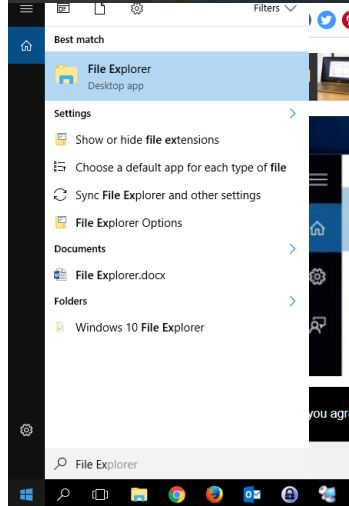 Filters
Best match
File Explorer
Desktop app
Settings
Show or hide file extensions
Choose a default app for each type of file
Sync File Explorer and other settings
File Explorer Options
Documents
File Explorer.docx
Folders
Windows 10 File Explorer
you agr
File Explorer